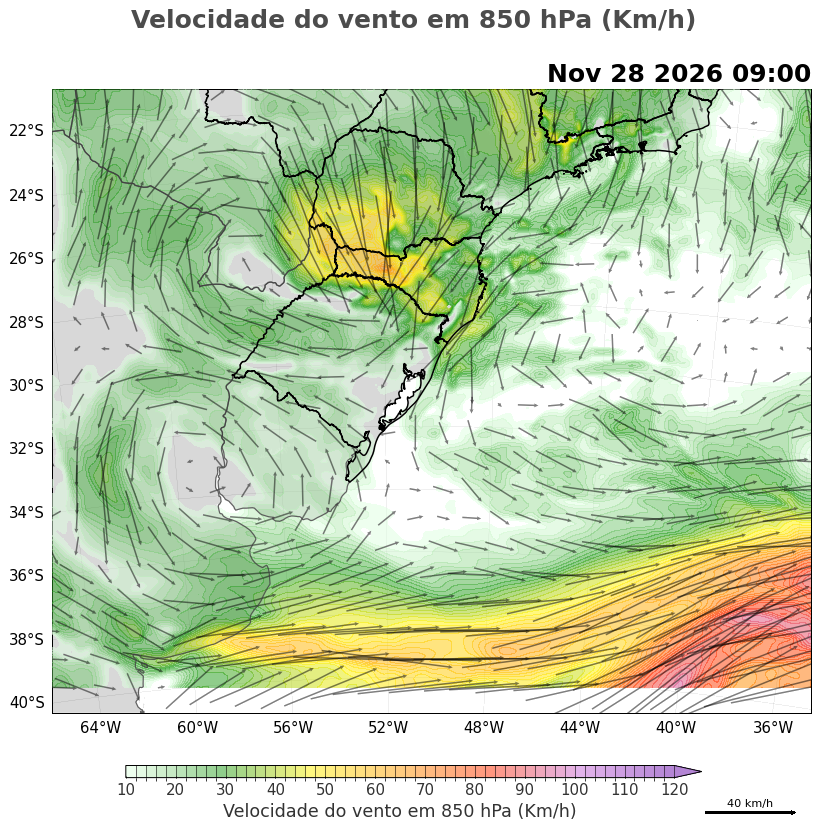 Velocidade do vento em 850 hPa (Km/h)
Nov 28 2026 09:00
22°S
24°S
26°S
28°S
30°S
32°S
34°S
36°S
38°S
40°S
64°W 60°W 56°W 52°W 48°W 44°W 40°W 36°W
10 20 30 40 50 60 70 80 90 100 110 120
Velocidade do vento em 850 hPa (Km/h)
40 km/h